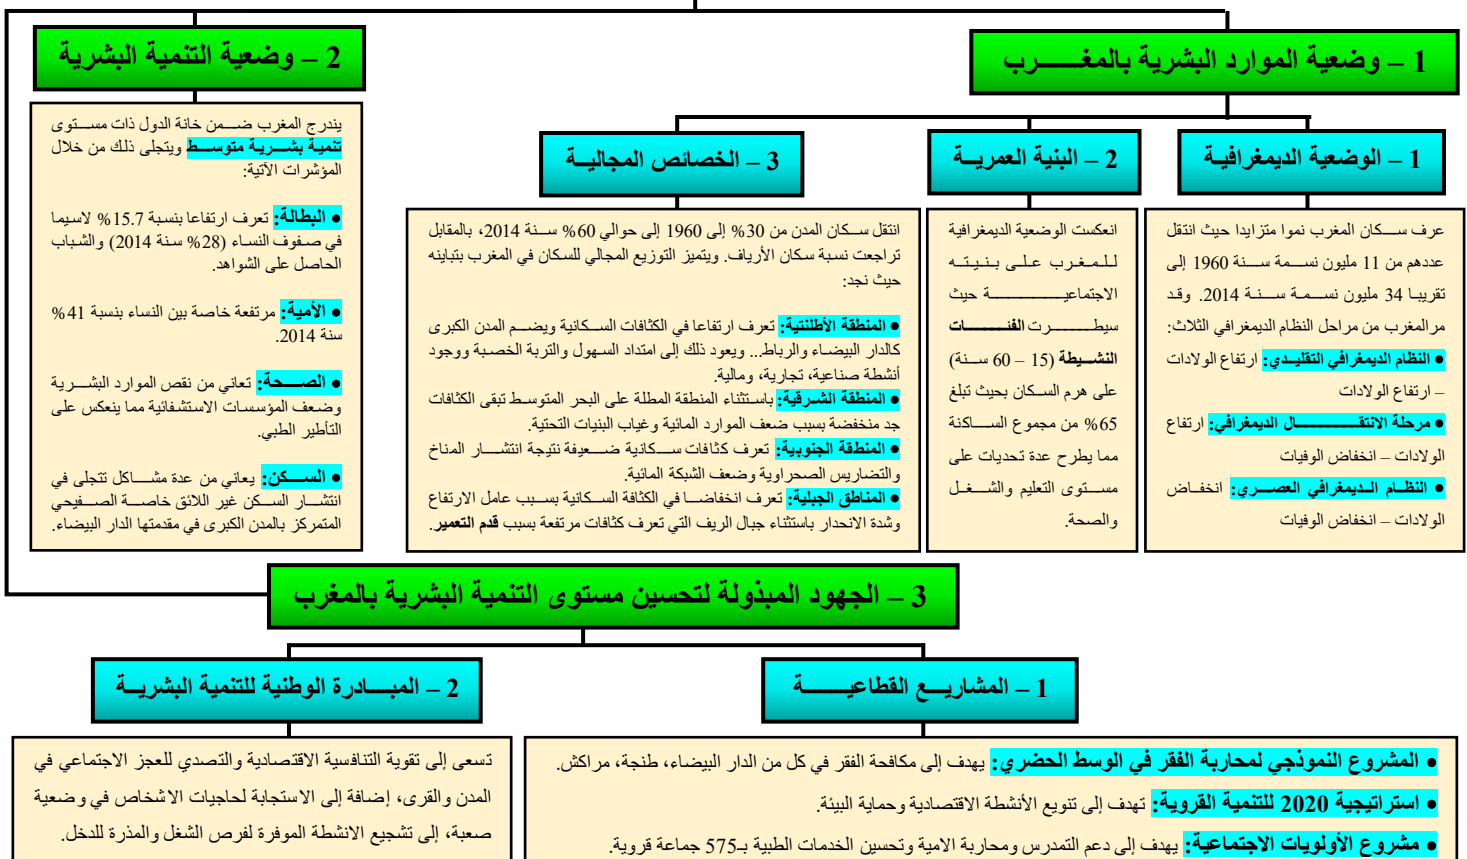 1 – وضعية الموارد البشرية بالمغرب
1 – الوضعية الديمغرافية
عرف سكان المغرب نموا متزايدا حيث انتقل
عددهم من 11 مليون نسمة سنة 1960 إلى
تقريبا 34 مليون نسمة سنة 2014. وقد
مرالمغرب من مراحل النظام الديمغرافي الثلاث:
● النظام الديمغرافي التقليدي: ارتفاع الولادات
– ارتفاع الولادات
● مرحلة الانتقال الديمغرافي: ارتفاع
الولادات – انخفاض الوفيات
● النظام الديمغرافي العصري: انخفاض
الولادات – انخفاض الوفيات
2 – البنية العمرية
انعكست الوضعية الديمغرافية
للمغرب على بنيته
الاجتماعية حيث
سيطرت الفئات
النشيطة (15 – 60 سنة)
على هرم السكان بحيث تبلغ
65% من مجموع الساكنة
مما يطرح عدة تحديات على
مستوى التعليم والشغل
والصحة.
3 – الخصائص المجالية
انتقل سكان المدن من 30% إلى 1960 إلى حوالي 60% سنة 2014، بالمقابل
تراجعت نسبة سكان الأرياف. ويتميز التوزيع المجالي للسكان في المغرب بتباينه
حيث نجد:
● المنطقة الأطلنتية: تعرف ارتفاعا في الكثافات السكانية ويضم المدن الكبرى
كالدار البيضاء والرباط... ويعود ذلك إلى امتداد السهول والتربة الخصبة ووجود
أنشطة صناعية، تجارية، ومالية.
● المنطقة الشرقية: باستثناء المنطقة المطلة على البحر المتوسط تبقى الكثافات
جد منخفضة بسبب ضعف الموارد المائية وغياب البنيات التحتية.
● المنطقة الجنوبية: تعرف كثافات سكانية ضعيفة نتيجة انتشار المناخ
والتضاريس الصحراوية وضعف الشبكة المائية.
● المناطق الجبلية: تعرف انخفاضا في الكثافة السكانية بسبب عامل الارتفاع
وشدة الانحدار باستثناء جبال الريف التي تعرف كثافات مرتفعة بسبب قدم التعمير.
2 – وضعية التنمية البشرية
يندرج المغرب ضمن خانة الدول ذات مستوى
تنمية بشرية متوسط ويتجلى ذلك من خلال
المؤشرات الآتية:
● البطالة: تعرف ارتفاعا بنسبة 15.7% لاسيما
في صفوف النساء (28% سنة 2014) والشباب
الحاصل على الشواهد.
● الأمية: مرتفعة خاصة بين النساء بنسبة 41%
سنة 2014.
● الصحة: تعاني من نقص الموارد البشرية
وضعف المؤسسات الاستشفائية مما ينعكس على
التأطير الطبي.
● السكن: يعاني من عدة مشاكل تتجلى في
انتشار السكن غير اللائق خاصة الصفيحي
المتمركز بالمدن الكبرى في مقدمتها الدار البيضاء.
3 – الجهود المبذولة لتحسين مستوى التنمية البشرية بالمغرب
1 – المشاريع القطاعية
● المشروع النموذجي لمحاربة الفقر في الوسط الحضري: يهدف إلى مكافحة الفقر في كل من الدار البيضاء، طنجة، مراكش.
● استراتيجية 2020 للتنمية القروية: تهدف إلى تنويع الأنشطة الاقتصادية وحماية البيئة.
● مشروع الأولويات الاجتماعية: يهدف إلى دعم التمدرس ومحاربة الامية وتحسين الخدمات الطبية بـ575 جماعة قروية.
2 – المبادرة الوطنية للتنمية البشرية
تسعى إلى تقوية التنافسية الاقتصادية والتصدي للعجز الاجتماعي في
المدن والقرى، إضافة إلى الاستجابة لحاجيات الاشخاص في وضعية
صعبة، إلى تشجيع الانشطة الموفرة لفرص الشغل والمذرة للدخل.